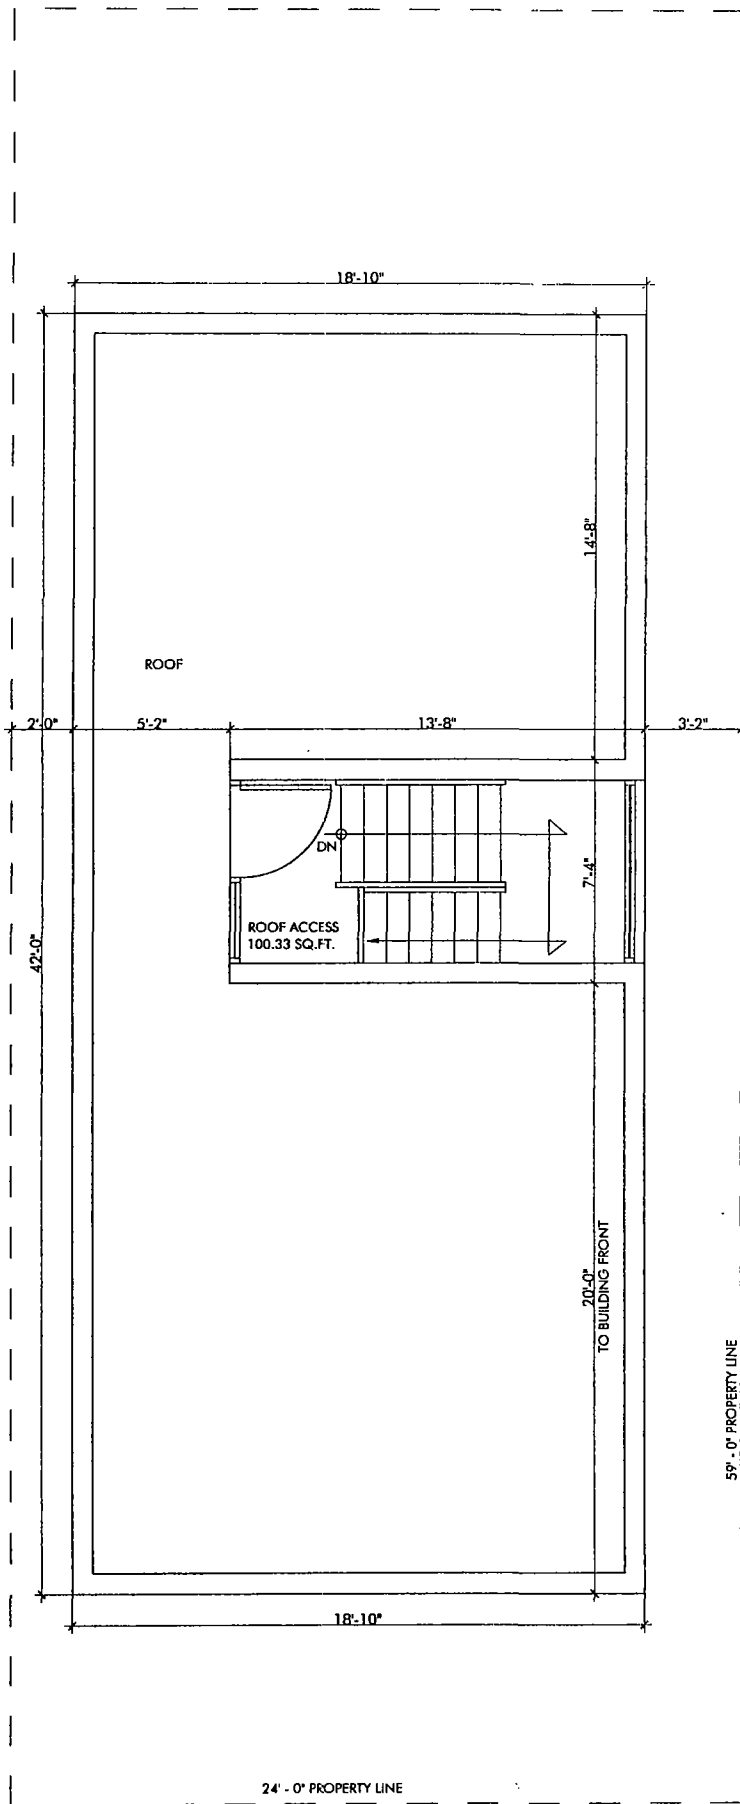 18'-10"
14'-8"
ROOF
2'-0"
5'-2"
13'-8"
3'-2"
DN
7'-4"
ROOF ACCESS
100.33 SQ.FT.
42'-0"
20'-0"
TO BUILDING FRONT
59' - 0" PROPERTY LINE
18'-10"
24' - 0" PROPERTY LINE